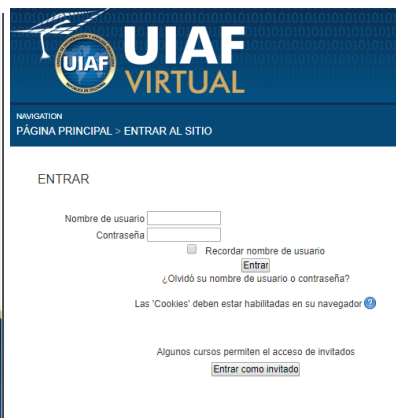 UIAF
UIAF
VIRTUAL
NAVIGATION
PÁGINA PRINCIPAL > ENTRAR AL SITIO
ENTRAR
Nombre de usuario
Contraseña
Recordar nombre de usuario
Entrar
¿Olvidó su nombre de usuario o contraseña?
Las 'Cookies' deben estar habilitadas en su navegador ?
Algunos cursos permiten el acceso de invitados
Entrar como invitado